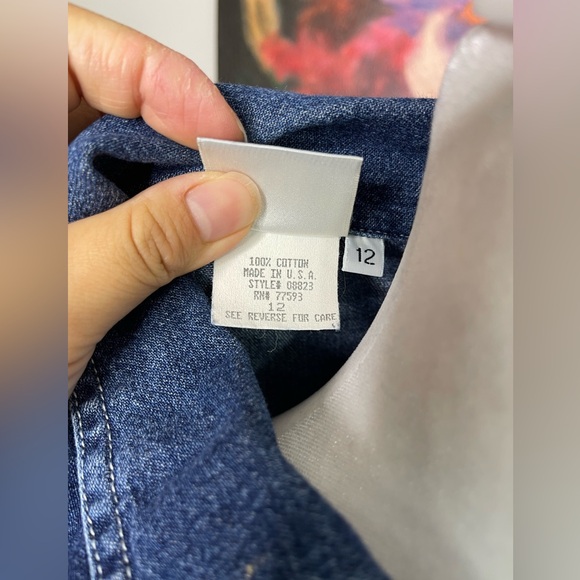 100% COTTON
MADE IN U.S.A.
STYLE# 08823
RN# 77593
12
SEE REVERSE FOR CARE
12